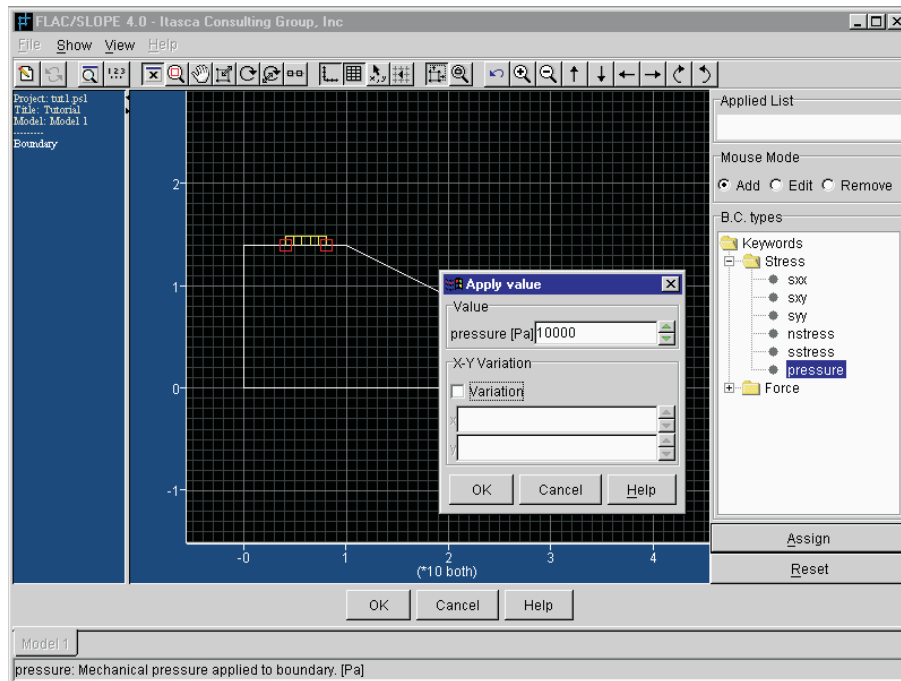 FLAC/SLOPE 4.0 - Itasca Consulting Group, Inc
File Show View Help
1 2 3
Project: tut1.psl
Title: Tutorial
Model: Model 1
---------
Boundary
2
1
0
-1
-0 1 2 3 4
(*10 both)
Apply value
Value
pressure [Pa] 10000
X-Y Variation
Variation
x
y
OK Cancel Help
Applied List
Mouse Mode
Add Edit Remove
B.C. types
Keywords
Stress
sxx
sxy
syy
nstress
sstress
pressure
Force
Assign
Reset
OK Cancel Help
Model 1
pressure: Mechanical pressure applied to boundary. [Pa]